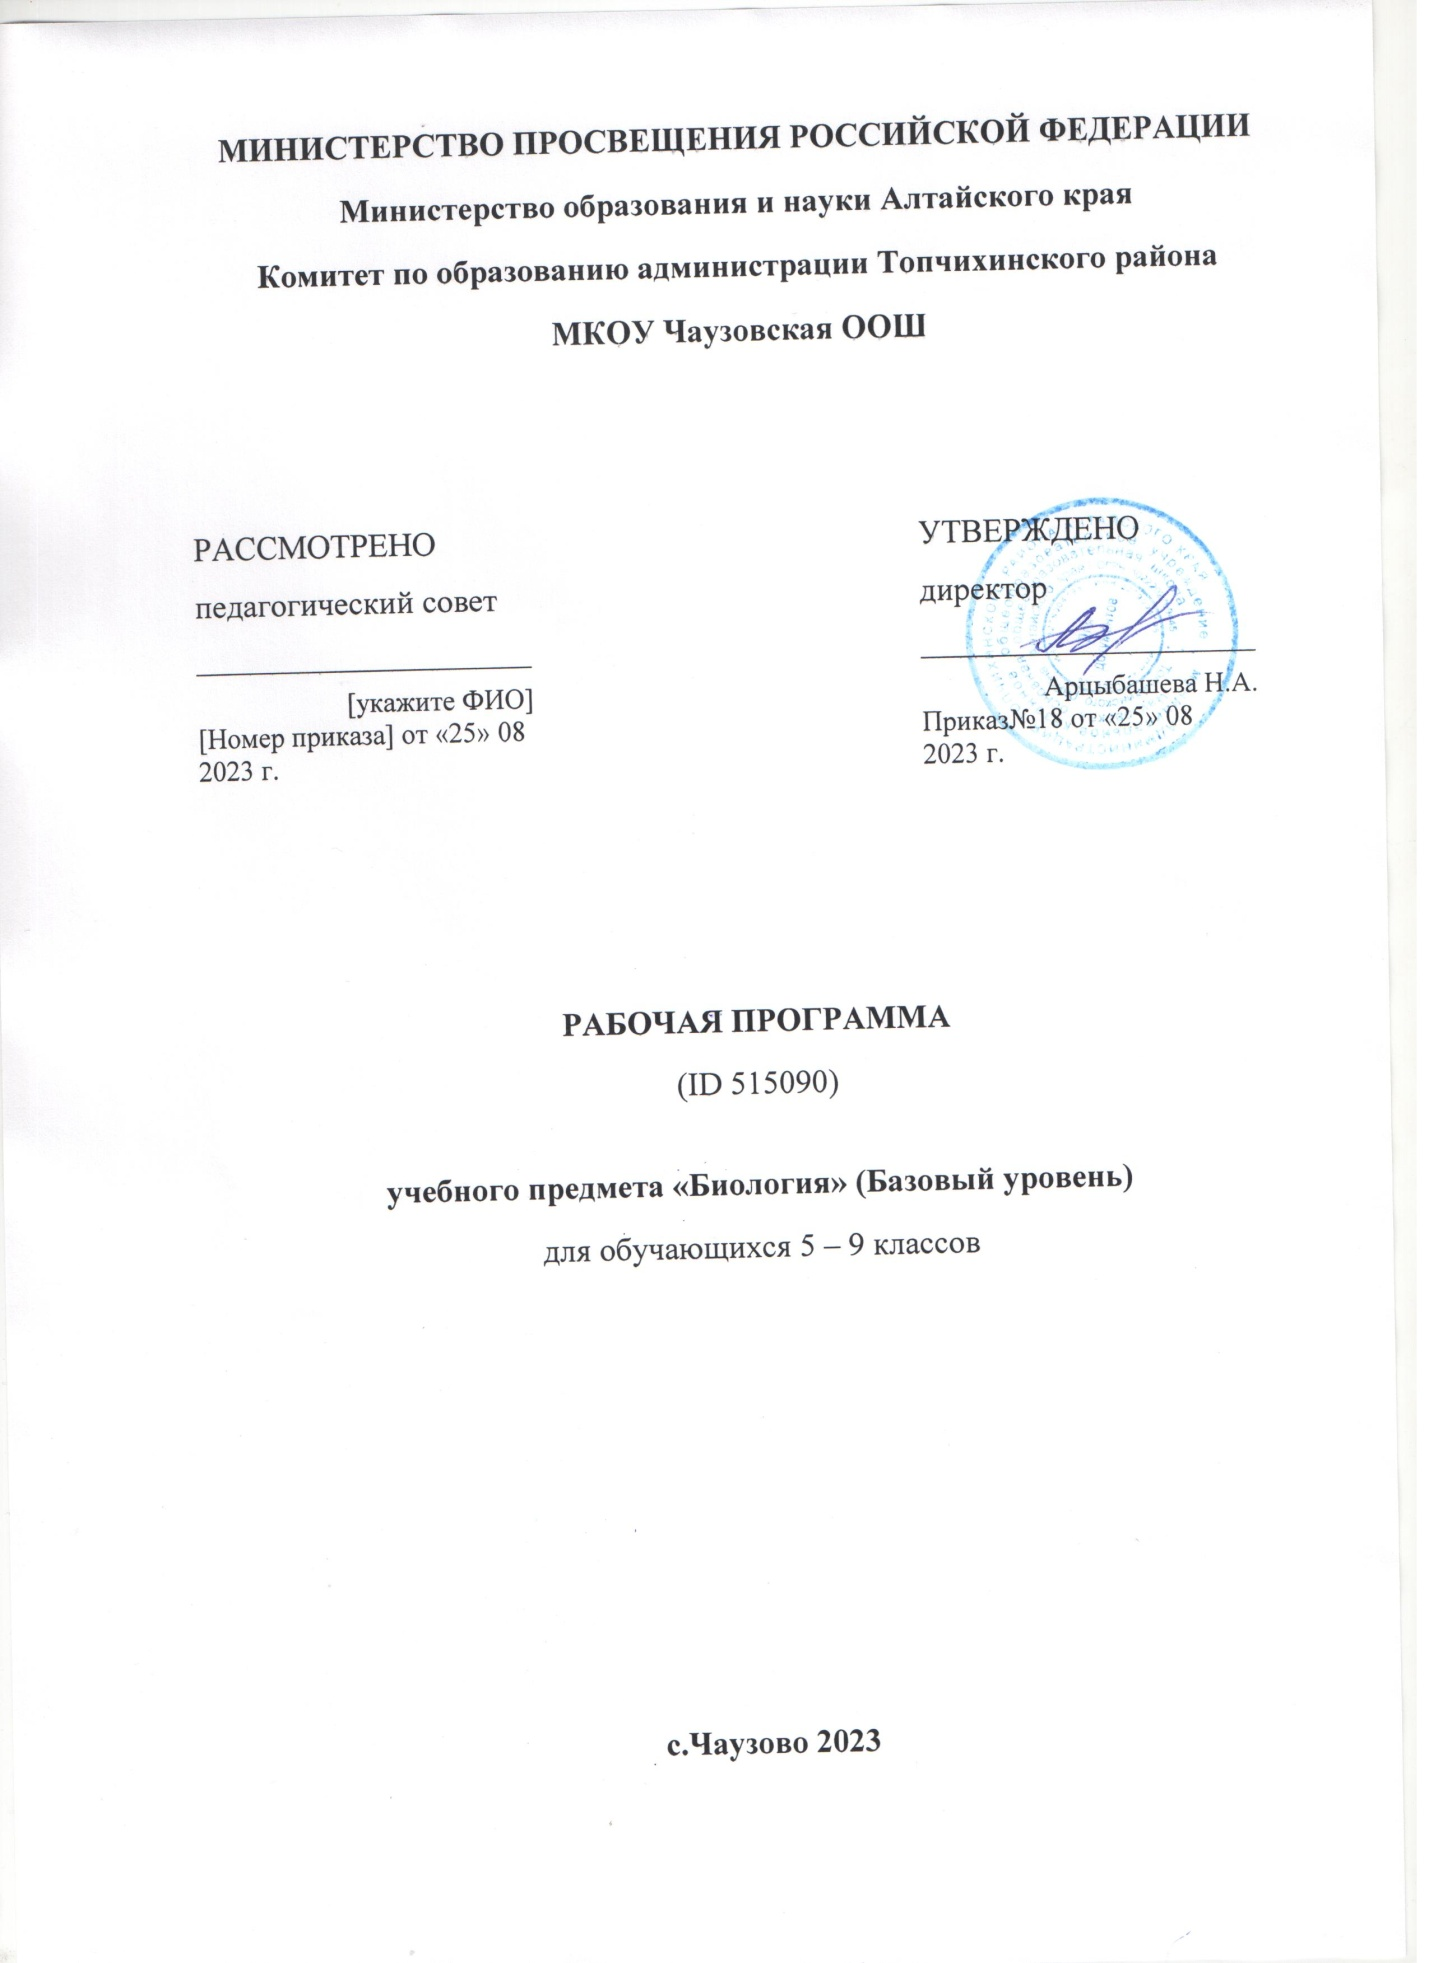 МИНИСТЕРСТВО ПРОСВЕЩЕНИЯ РОССИЙСКОЙ ФЕДЕРАЦИИ
Министерство образования и науки Алтайского края
Комитет по образованию администрации Топчихинского района
МКОУ Чаузовская ООШ
РАССМОТРЕНО
педагогический совет
[укажите ФИО]
[Номер приказа] от «25» 08
2023 г.
УТВЕРЖДЕНО
директор
Арцыбашева Н.А.
Приказ№18 от «25» 08
2023 г.
РАБОЧАЯ ПРОГРАММА
(ID 515090)
учебного предмета «Биология» (Базовый уровень)
для обучающихся 5 – 9 классов
с.Чаузово 2023